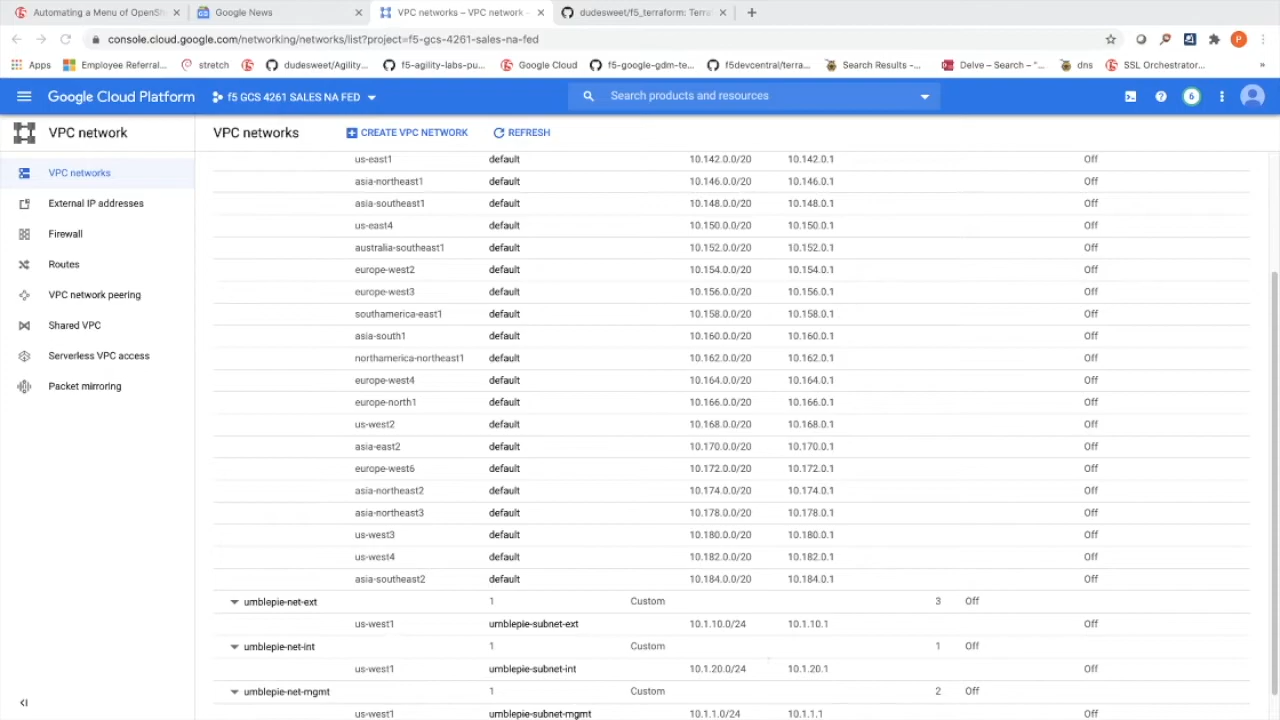 Automating a Menu of OpenSh
Google News
VPC networks – VPC network -
dudesweet/f5_terraform: Terra
console.cloud.google.com/networking/networks/list?project=f5-gcs-4261-sales-na-fed
P
Apps
Employee Referral...
stretch
dudesweet/Agility...
f5-agility-labs-pu...
Google Cloud
f5-google-gdm-te...
f5devcentral/terra...
Search Results -...
Delve – Search – "...
dns
SSL Orchestrator...
»
Google Cloud Platform
f5 GCS 4261 SALES NA FED
Search products and resources
6
VPC network
VPC networks
CREATE VPC NETWORK
REFRESH
VPC networks
External IP addresses
Firewall
Routes
VPC network peering
Shared VPC
Serverless VPC access
Packet mirroring
us-east1 default 10.142.0.0/20 10.142.0.1 Off
asia-northeast1 default 10.146.0.0/20 10.146.0.1 Off
asia-southeast1 default 10.148.0.0/20 10.148.0.1 Off
us-east4 default 10.150.0.0/20 10.150.0.1 Off
australia-southeast1 default 10.152.0.0/20 10.152.0.1 Off
europe-west2 default 10.154.0.0/20 10.154.0.1 Off
europe-west3 default 10.156.0.0/20 10.156.0.1 Off
southamerica-east1 default 10.158.0.0/20 10.158.0.1 Off
asia-south1 default 10.160.0.0/20 10.160.0.1 Off
northamerica-northeast1 default 10.162.0.0/20 10.162.0.1 Off
europe-west4 default 10.164.0.0/20 10.164.0.1 Off
europe-north1 default 10.166.0.0/20 10.166.0.1 Off
us-west2 default 10.168.0.0/20 10.168.0.1 Off
asia-east2 default 10.170.0.0/20 10.170.0.1 Off
europe-west6 default 10.172.0.0/20 10.172.0.1 Off
asia-northeast2 default 10.174.0.0/20 10.174.0.1 Off
asia-northeast3 default 10.178.0.0/20 10.178.0.1 Off
us-west3 default 10.180.0.0/20 10.180.0.1 Off
us-west4 default 10.182.0.0/20 10.182.0.1 Off
asia-southeast2 default 10.184.0.0/20 10.184.0.1 Off
umblepie-net-ext 1 Custom 3 Off
us-west1 umblepie-subnet-ext 10.1.10.0/24 10.1.10.1 Off
umblepie-net-int 1 Custom 1 Off
us-west1 umblepie-subnet-int 10.1.20.0/24 10.1.20.1 Off
umblepie-net-mgmt 1 Custom 2 Off
us-west1 umblepie-subnet-mgmt 10.1.1.0/24 10.1.1.1 Off